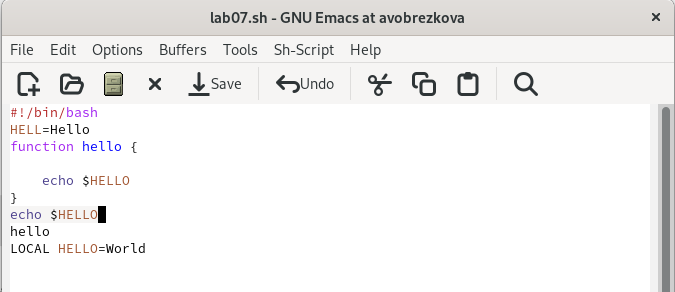 lab07.sh - GNU Emacs at avobrezkova
File Edit Options Buffers Tools Sh-Script Help
Save Undo
#!/bin/bash
HELL=Hello
function hello {
    echo $HELLO
}
echo $HELLO
hello
LOCAL HELLO=World